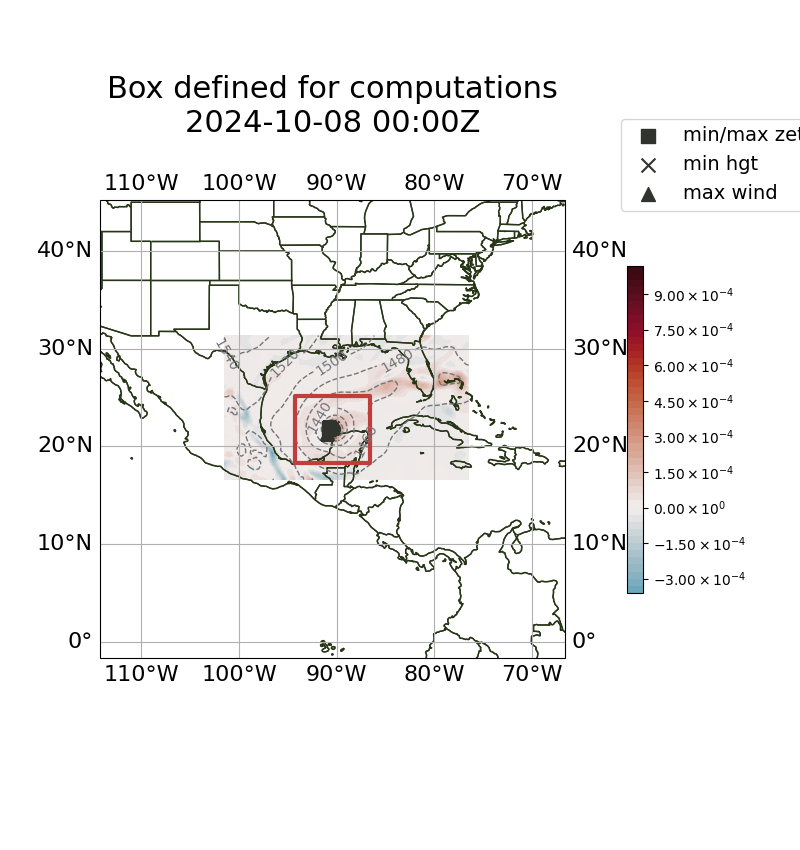 Box defined for computations
2024-10-08 00:00Z
min/max zet
min hgt
max wind
110°W 100°W 90°W 80°W 70°W
40°N 40°N
30°N 30°N
20°N 20°N
10°N 10°N
0° 0°
110°W 100°W 90°W 80°W 70°W
1520
1480
1440
9.00 × 10⁻⁴
7.50 × 10⁻⁴
6.00 × 10⁻⁴
4.50 × 10⁻⁴
3.00 × 10⁻⁴
1.50 × 10⁻⁴
0.00 × 10⁰
−1.50 × 10⁻⁴
−3.00 × 10⁻⁴